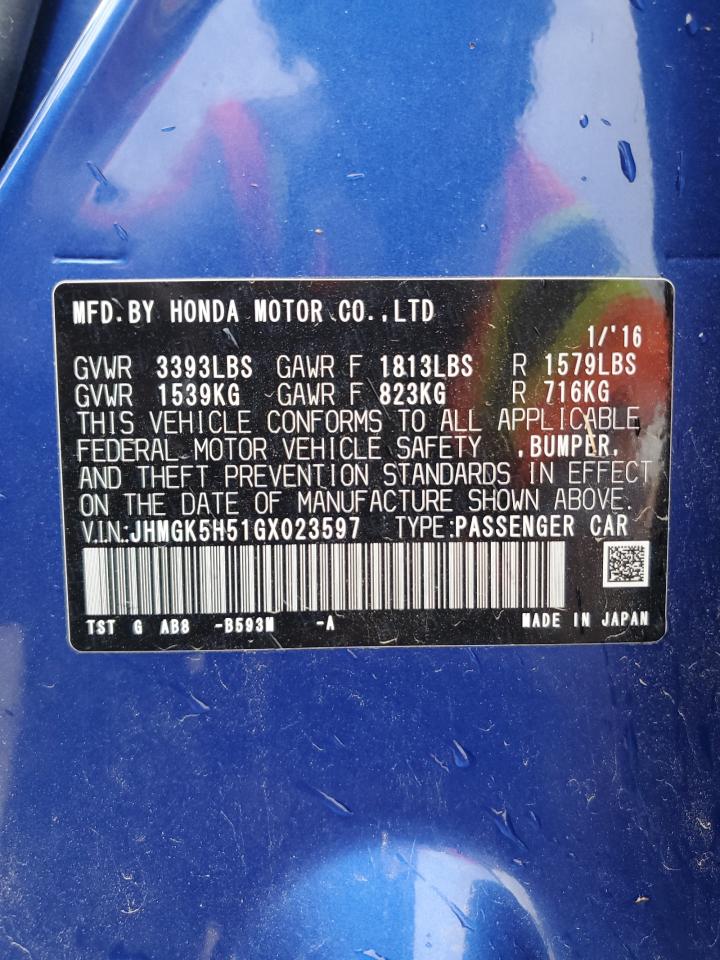 MFD. BY HONDA MOTOR CO.,LTD
1/'16
GVWR 3393LBS GAWR F 1813LBS R 1579LBS
GVWR 1539KG GAWR F 823KG R 716KG
THIS VEHICLE CONFORMS TO ALL APPLICABLE
FEDERAL MOTOR VEHICLE SAFETY ,BUMPER,
AND THEFT PREVENTION STANDARDS IN EFFECT
ON THE DATE OF MANUFACTURE SHOWN ABOVE.
V.I.N:JHMGK5H51GX023597 TYPE:PASSENGER CAR
TST G AB8 -B593M -A MADE IN JAPAN